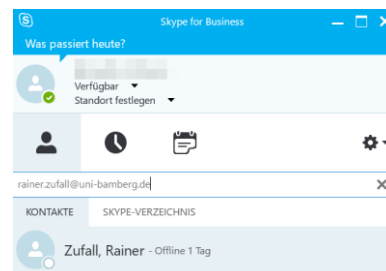 Skype for Business
Was passiert heute?
Verfügbar
Standort festlegen
rainer.zufall@uni-bamberg.de
KONTAKTE SKYPE-VERZEICHNIS
Zufall, Rainer - Offline 1 Tag